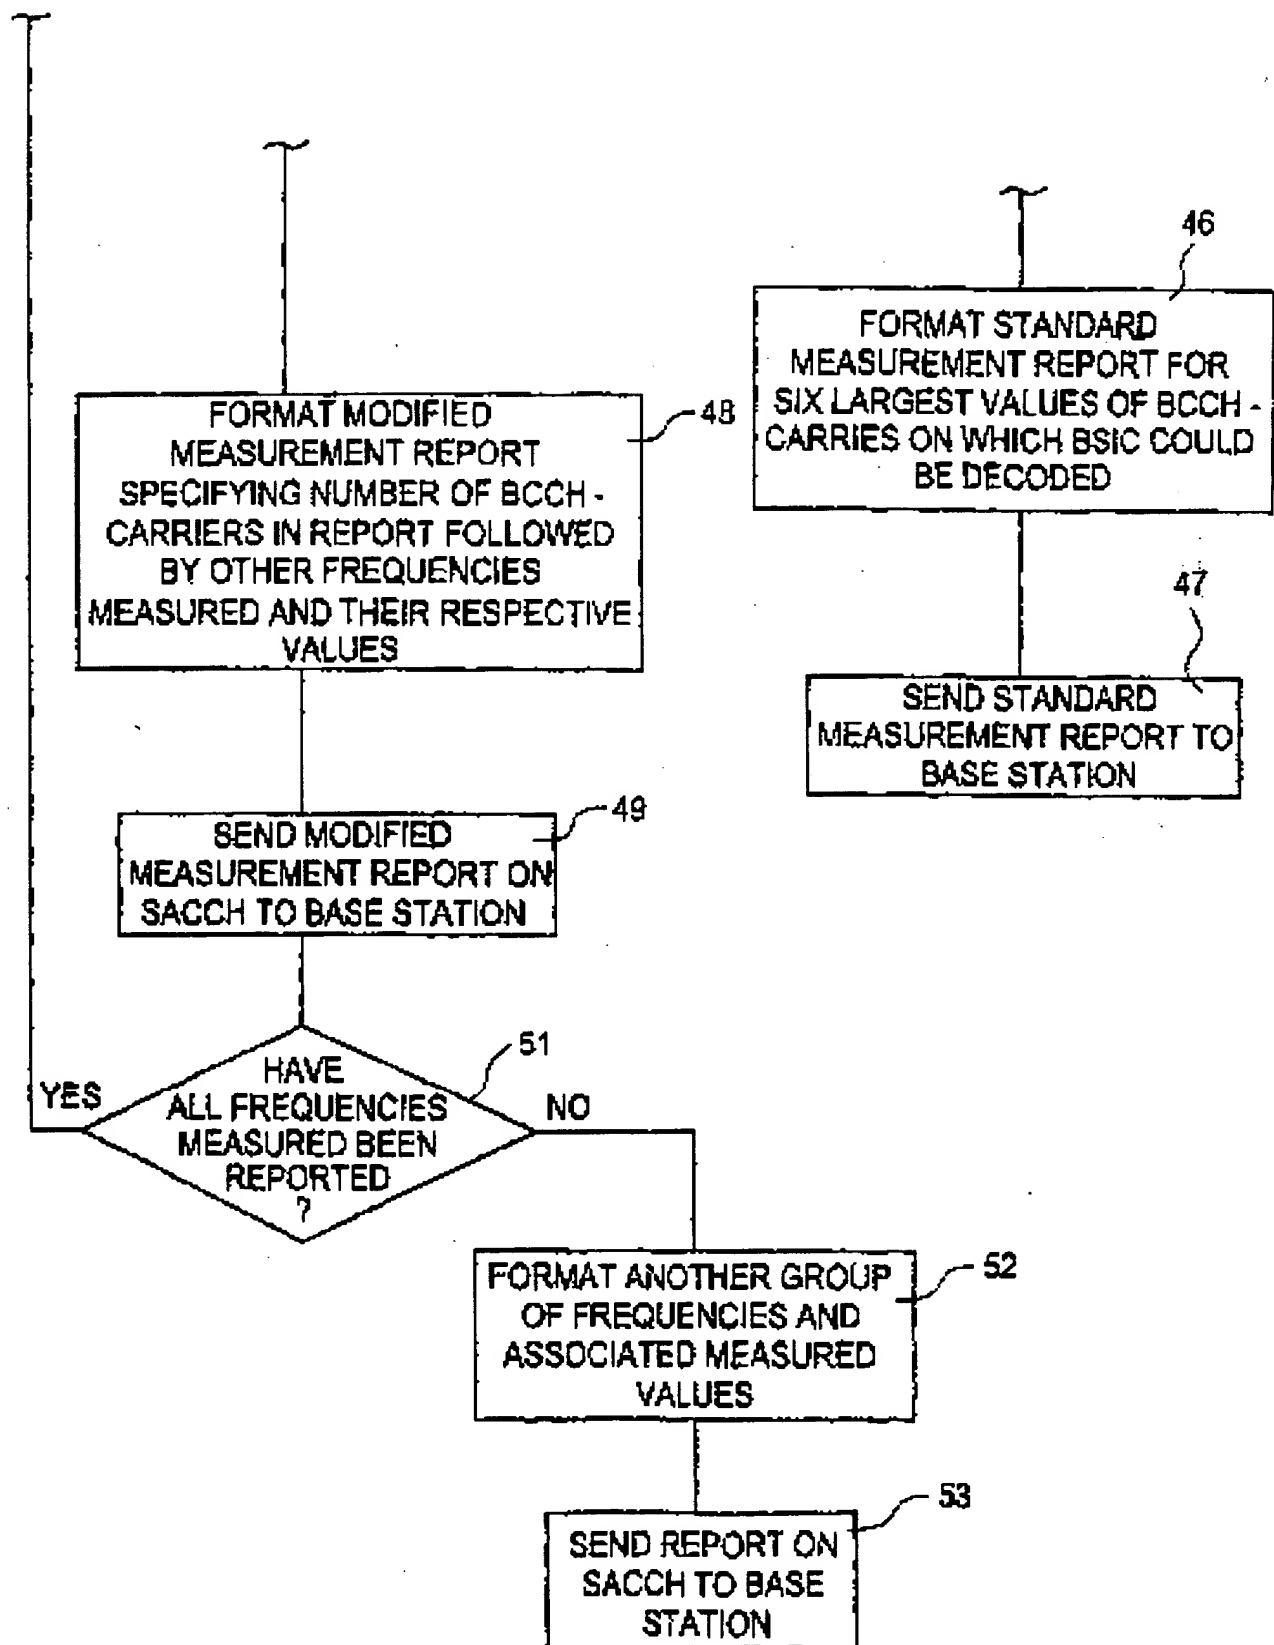 46
FORMAT STANDARD
MEASUREMENT REPORT FOR
SIX LARGEST VALUES OF BCCH -
CARRIES ON WHICH BSIC COULD
BE DECODED
48
FORMAT MODIFIED
MEASUREMENT REPORT
SPECIFYING NUMBER OF BCCH -
CARRIERS IN REPORT FOLLOWED
BY OTHER FREQUENCIES
MEASURED AND THEIR RESPECTIVE
VALUES
47
SEND STANDARD
MEASUREMENT REPORT TO
BASE STATION
49
SEND MODIFIED
MEASUREMENT REPORT ON
SACCH TO BASE STATION
51
HAVE
ALL FREQUENCIES
MEASURED BEEN
REPORTED
?
YES
NO
52
FORMAT ANOTHER GROUP
OF FREQUENCIES AND
ASSOCIATED MEASURED
VALUES
53
SEND REPORT ON
SACCH TO BASE
STATION